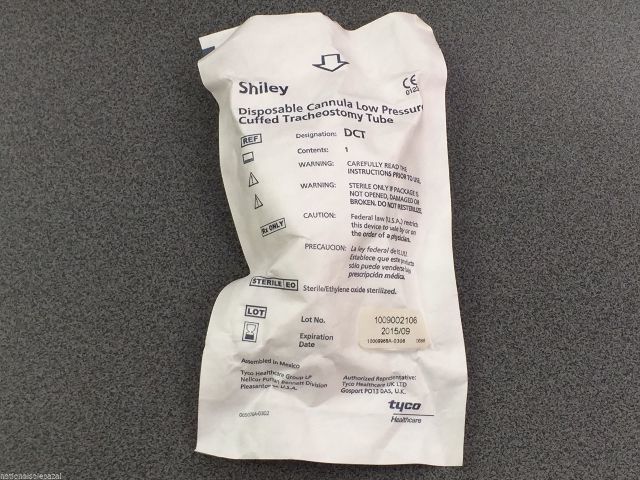 Shiley
CE
Disposable Cannula Low Pressure
Cuffed Tracheostomy Tube
REF
Designation: DCT
Contents: 1
WARNING: CAREFULLY READ THE
INSTRUCTIONS PRIOR TO USE.
WARNING: STERILE ONLY IF PACKAGE IS
NOT OPENED, DAMAGED OR
BROKEN. DO NOT RESTERILIZE.
Rx ONLY
CAUTION: Federal law (U.S.A.) restricts
this device to sale by or on
the order of a physician.
PRECAUCION: La ley federal de EE.UU.
Establece que este producto
sólo puede venderse bajo
prescripción médica.
STERILE EO
Sterile/Ethylene oxide sterilized.
LOT
Lot No. 1009002106
Expiration 2015/09
Date
Assembled in Mexico
Tyco Healthcare Group LP
Nellcor Bennett Division
U.S.A.
Authorized Representative:
Tyco Healthcare UK LTD
Gosport PO13 0AS, U.K.
tyco
Healthcare